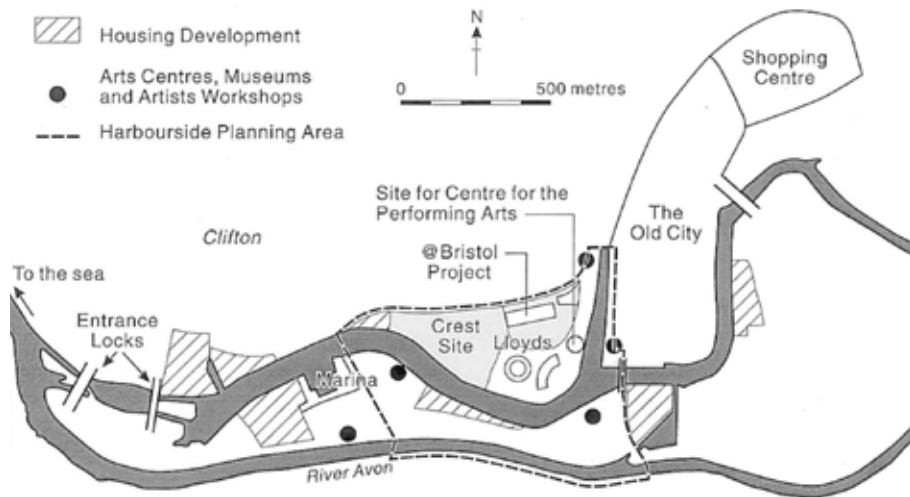 Housing Development
Arts Centres, Museums
and Artists Workshops
Harbourside Planning Area
N
0
500 metres
Shopping
Centre
Site for Centre for the
Performing Arts
The
Old City
Clifton
@Bristol
Project
To the sea
Entrance
Locks
Crest
Site
Lloyds
Marina
River Avon